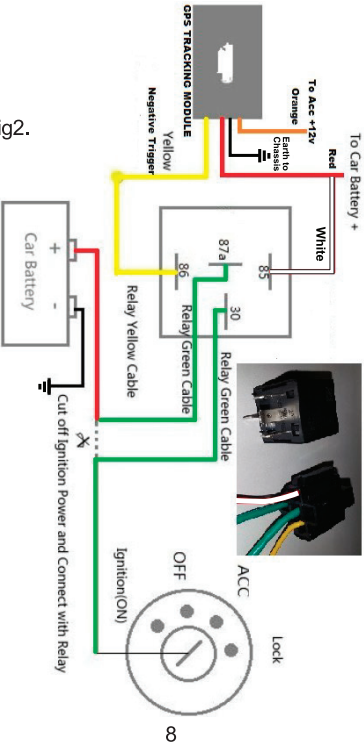 GPS TRACKING MODULE
To Acc +12v
Orange
Earth to
Chassis
Red
To Car Battery +
Negative Trigger
Yellow
White
ig2.
87a
86
85
30
+
-
Car Battery
Relay Yellow Cable
Relay Green Cable
Relay Green Cable
Cut off Ignition Power and Connect with Relay
Ignition(ON)
OFF
ACC
Lock
8